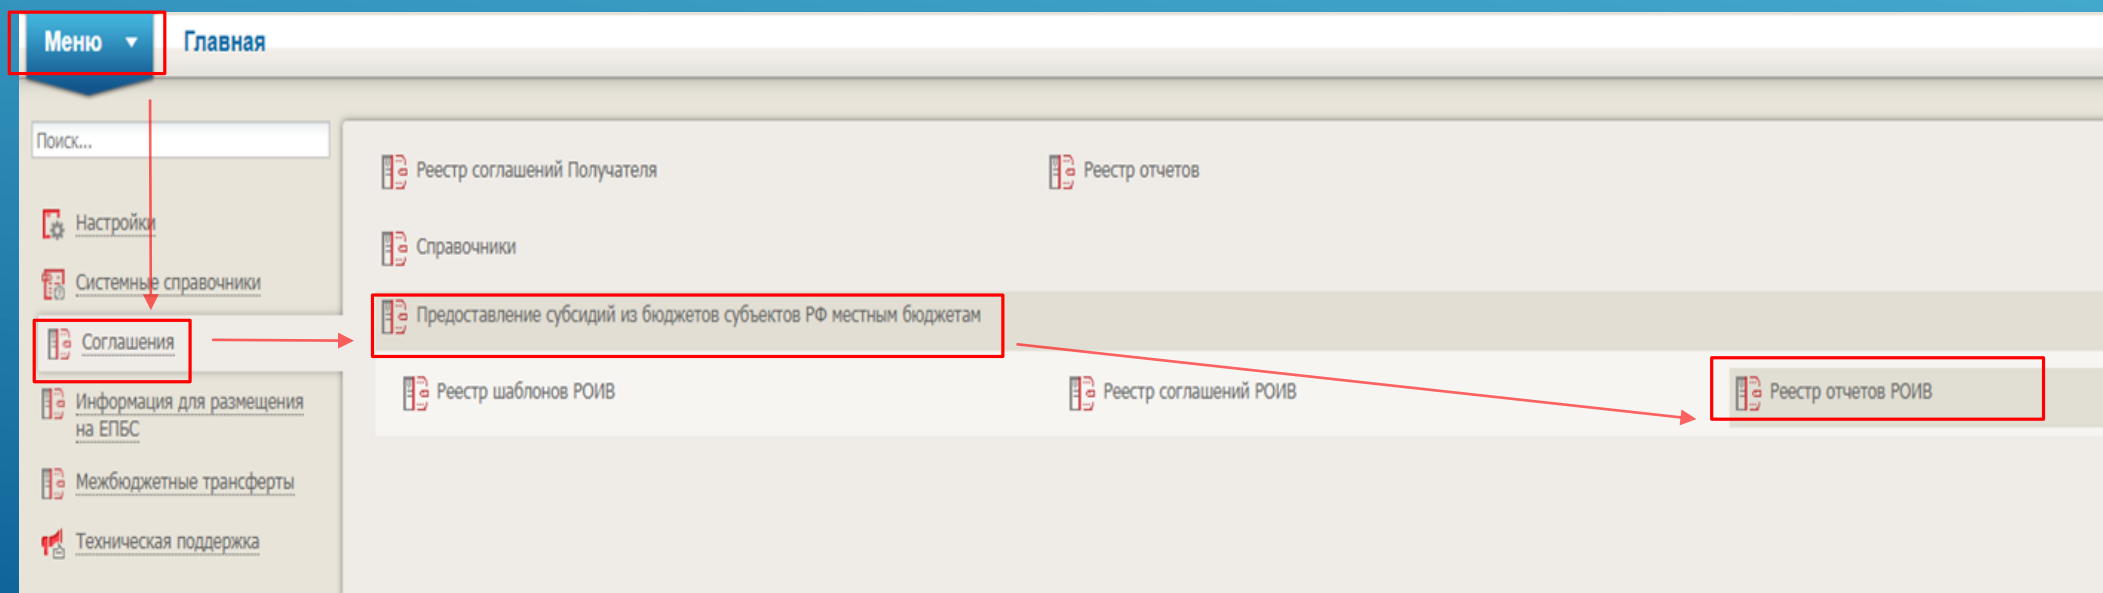 Меню
Главная
Поиск...
Настройки
Системные справочники
Соглашения
Информация для размещения
на ЕПБС
Межбюджетные трансферты
Техническая поддержка
Реестр соглашений Получателя
Реестр отчетов
Справочники
Предоставление субсидий из бюджетов субъектов РФ местным бюджетам
Реестр шаблонов РОИВ
Реестр соглашений РОИВ
Реестр отчетов РОИВ